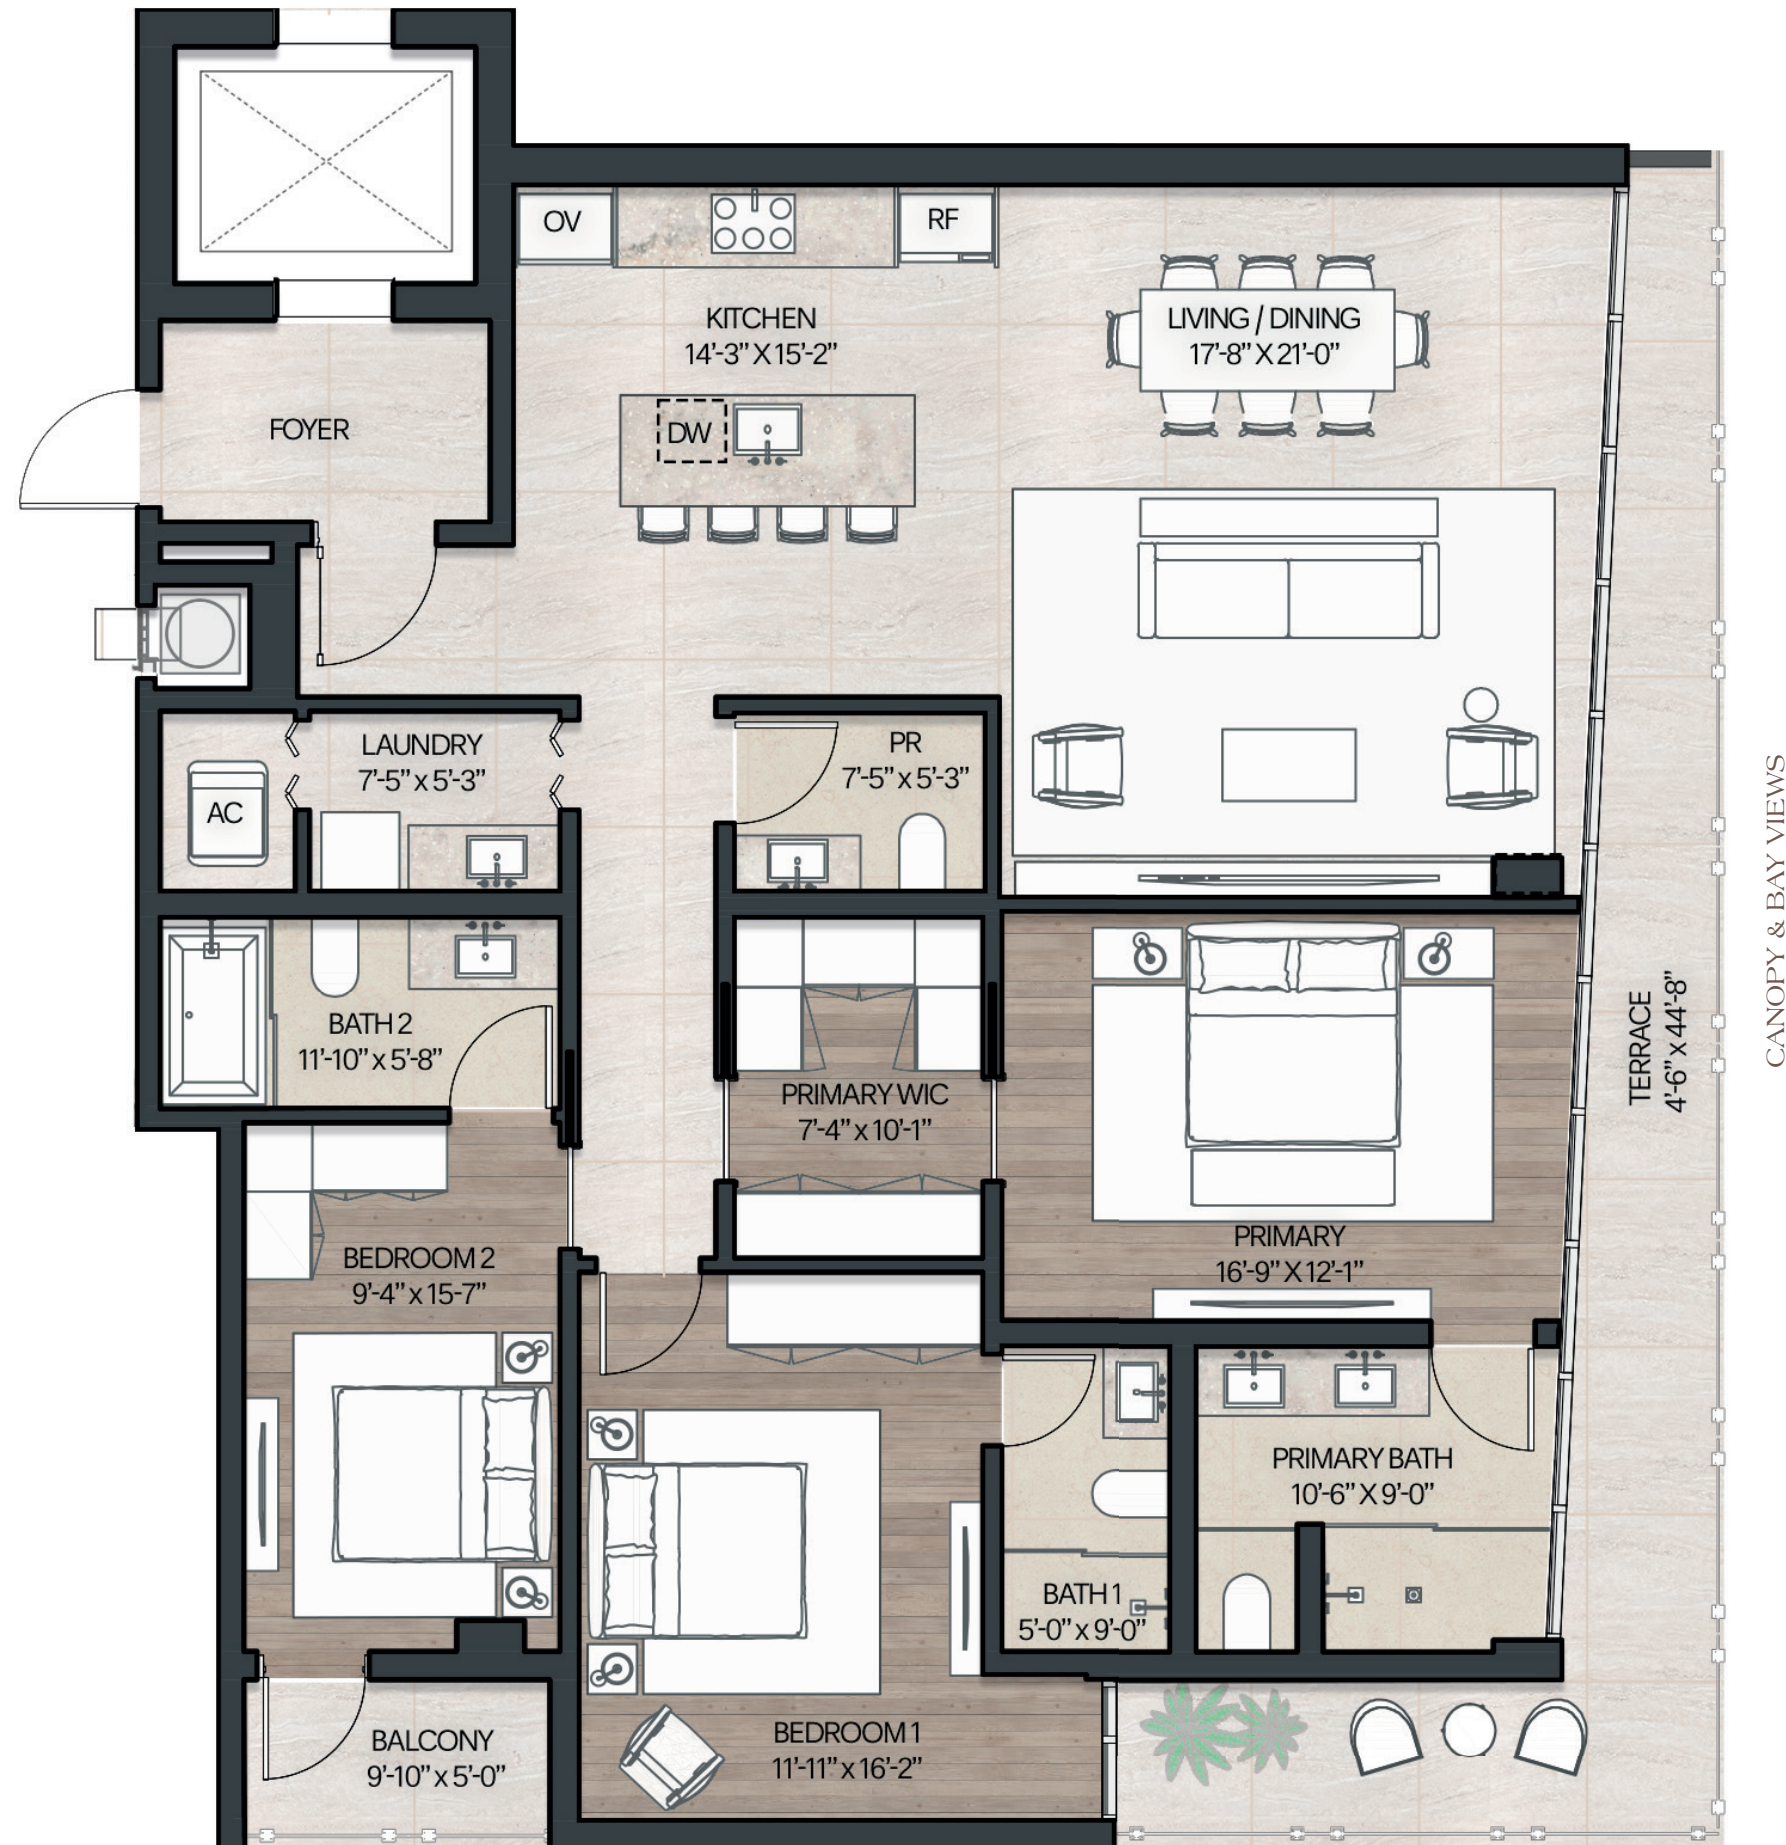 OV
RF
KITCHEN
14'-3" X 15'-2"
LIVING / DINING
17'-8" X 21'-0"
FOYER
DW
LAUNDRY
7'-5" x 5'-3"
PR
7'-5" x 5'-3"
AC
BATH 2
11'-10" x 5'-8"
PRIMARY WIC
7'-4" x 10'-1"
TERRACE
4'-6" x 44'-8"
CANOPY & BAY VIEWS
PRIMARY
16'-9" X 12'-1"
BEDROOM 2
9'-4" x 15-7"
PRIMARY BATH
10'-6" X 9'-0"
BATH 1
5'-0" x 9'-0"
BEDROOM 1
11'-11" x 16'-2"
BALCONY
9'-10" x 5'-0"